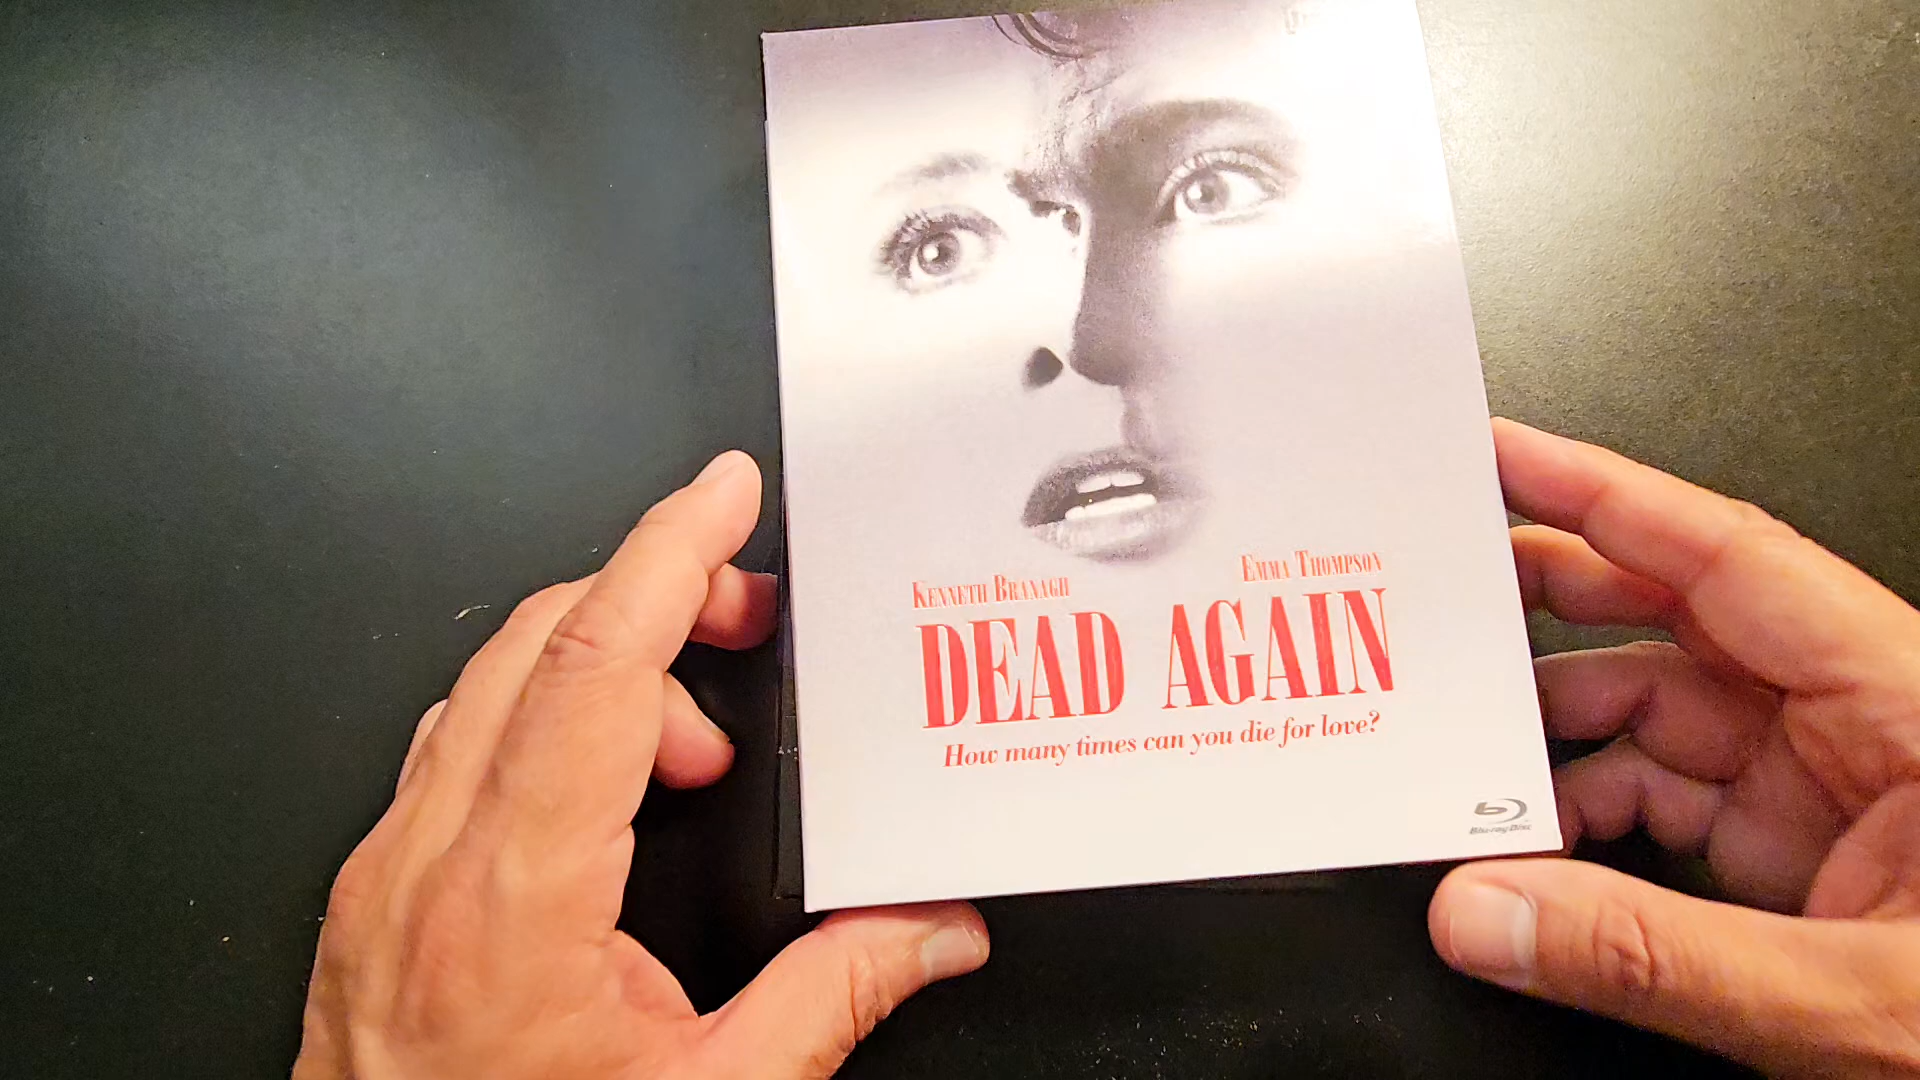 KENNETH BRANAGH
EMMA THOMPSON
DEAD AGAIN
How many times can you die for love?
Blu-ray Disc